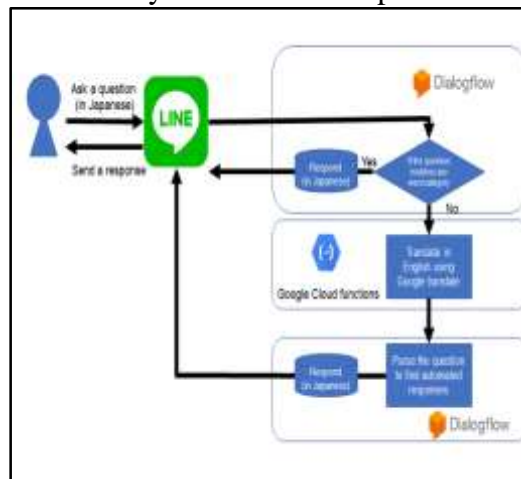 Ask a question
(in Japanese)
LINE
Send a response
Dialogflow
Respond
(in Japanese)
Yes
question
No
Translate in
English using
Google translate
Google Cloud functions
Respond
(in Japanese)
Parse the question
to find automated
responses
Dialogflow